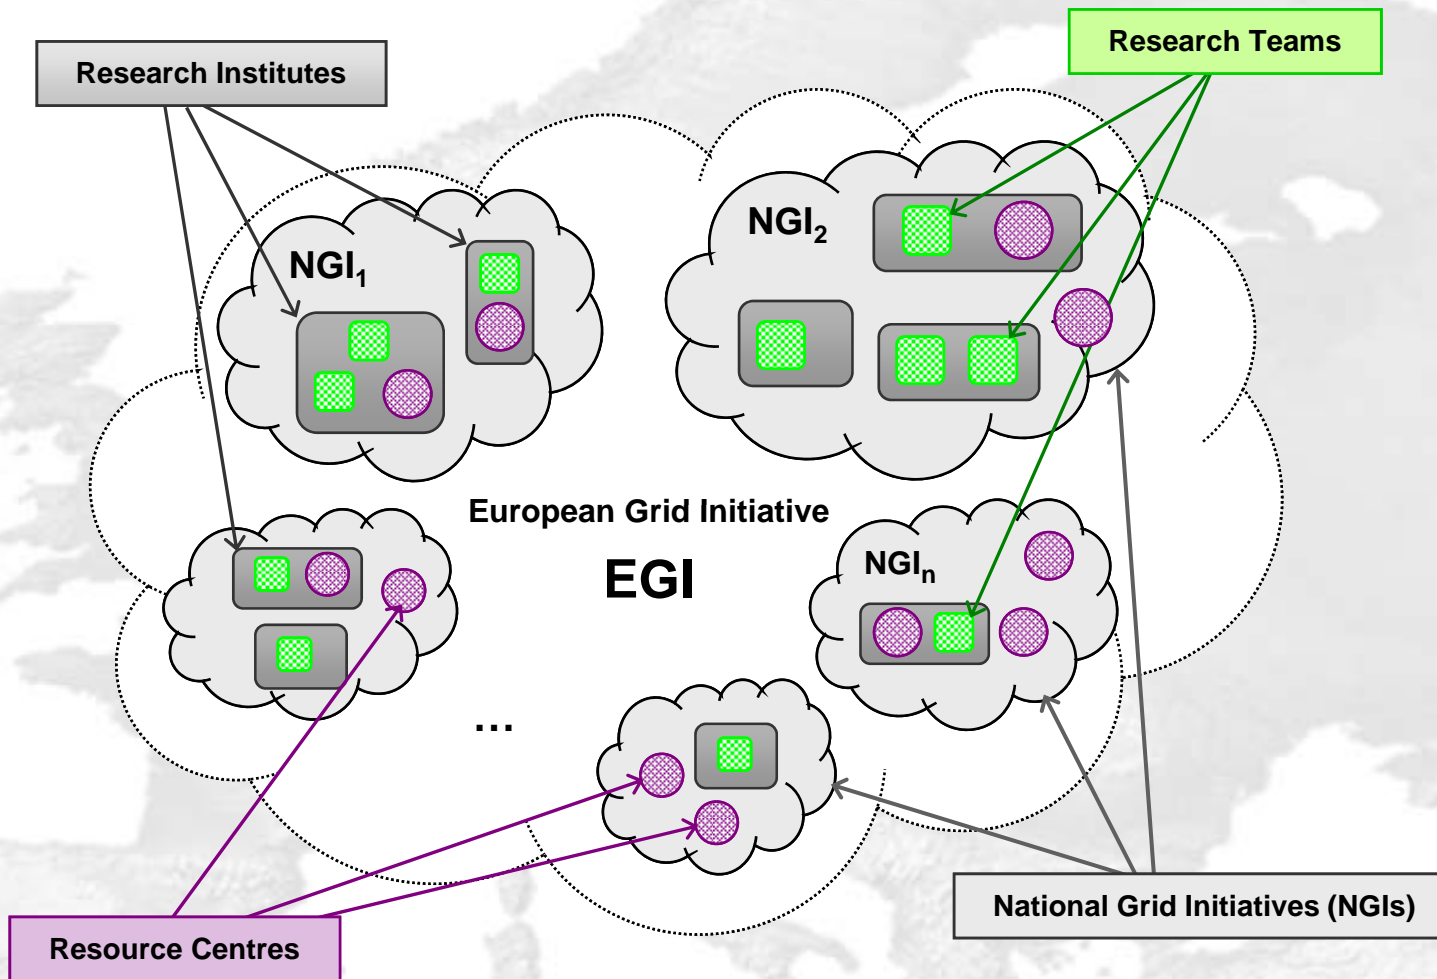 Research Teams
Research Institutes
NGI₂
NGI₁
European Grid Initiative
EGI
NGIₙ
...
National Grid Initiatives (NGIs)
Resource Centres